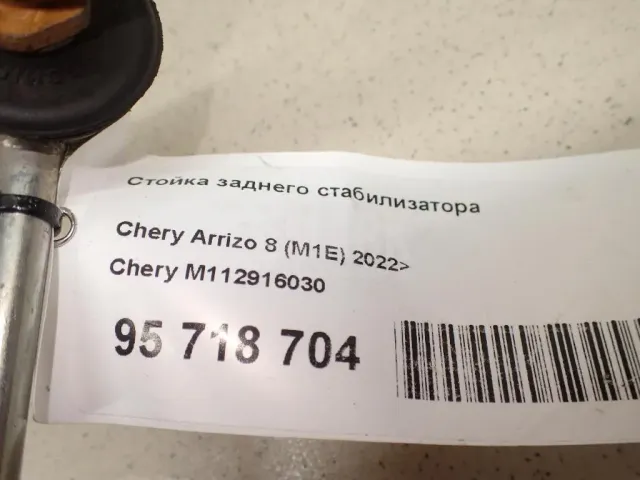 Стойка заднего стабилизатора
Chery Arrizo 8 (M1E) 2022>
Chery M112916030
95 718 704